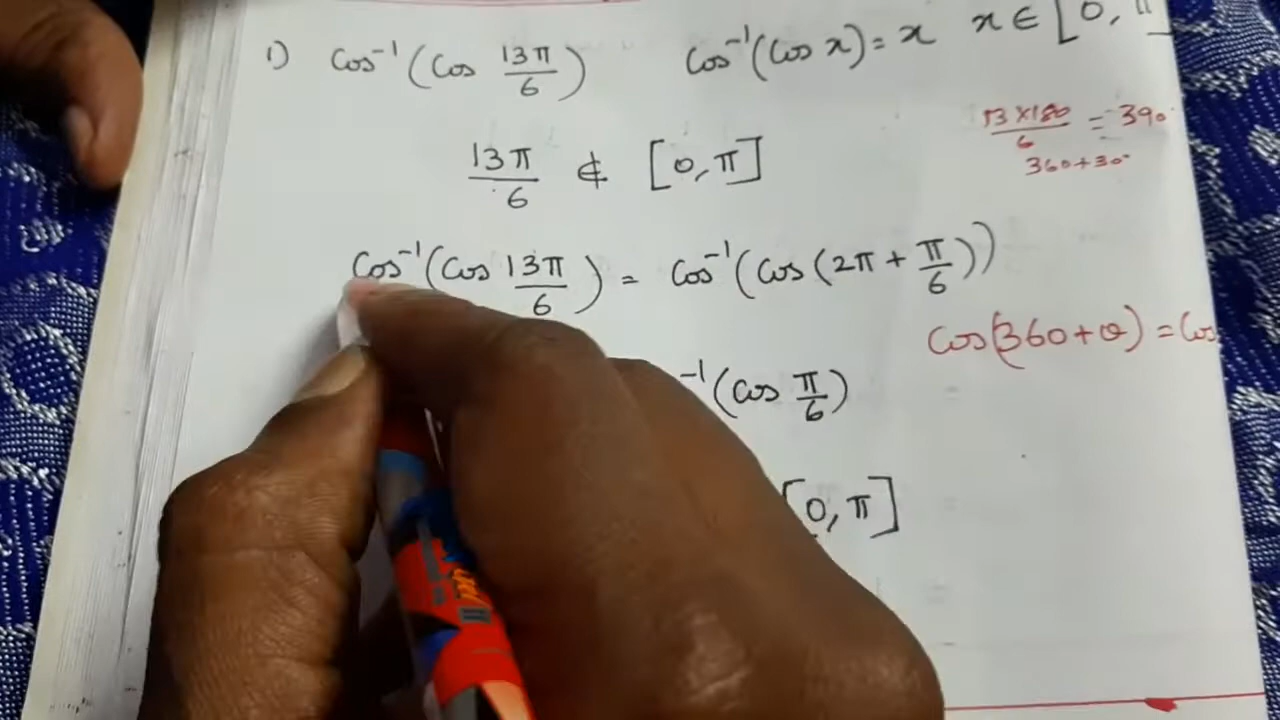 1) Cos⁻¹(Cos 13π/6) Cos⁻¹(Cos x) = x x ∈ [0, π
13 × 180/6 = 390
360+30°
13π/6 ∉ [0, π]
Cos⁻¹(Cos 13π/6) = Cos⁻¹(Cos(2π + π/6))
Cos(360+θ) = Cos
⁻¹(Cos π/6)
[0, π]